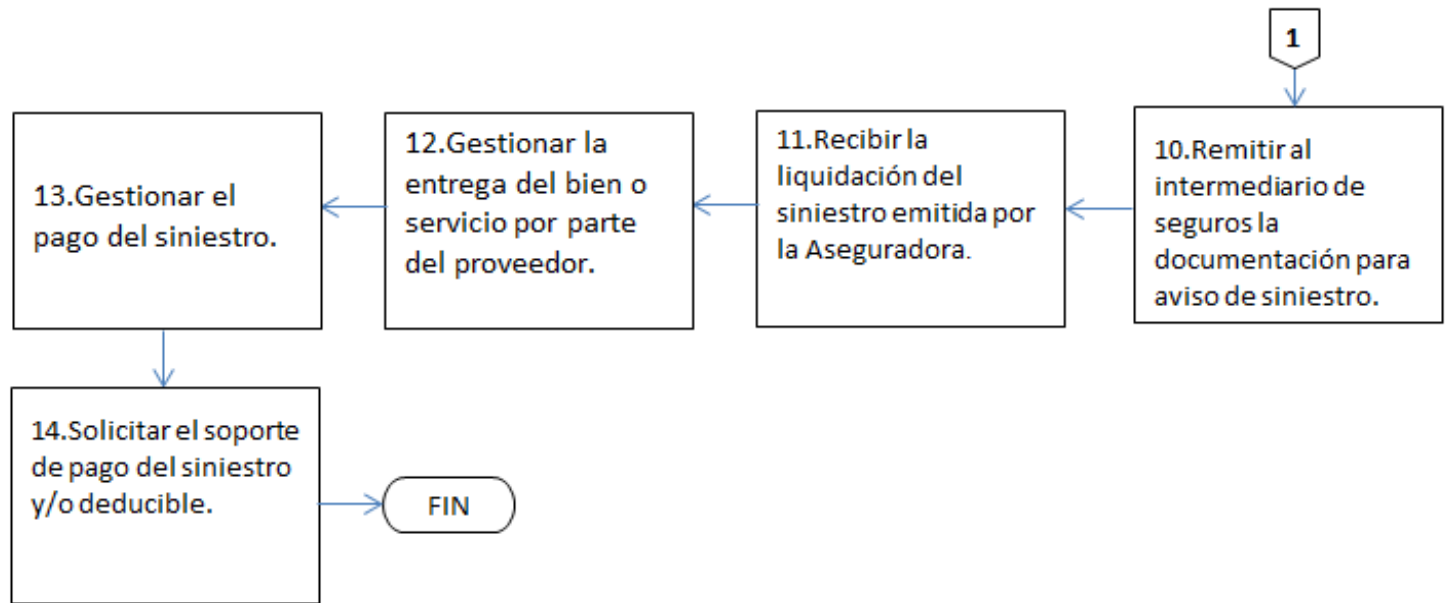 1
10.Remitir al
intermediario de
seguros la
documentación para
aviso de siniestro.
11.Recibir la
liquidación del
siniestro emitida por
la Aseguradora.
12.Gestionar la
entrega del bien o
servicio por parte
del proveedor.
13.Gestionar el
pago del siniestro.
14.Solicitar el soporte
de pago del siniestro
y/o deducible.
FIN